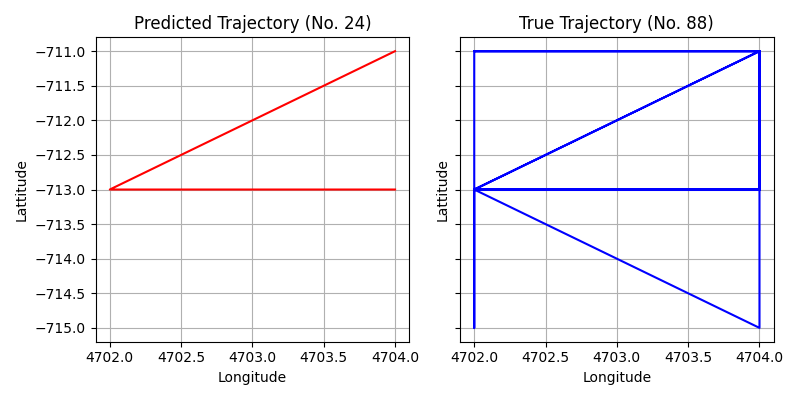 Predicted Trajectory (No. 24)
True Trajectory (No. 88)
−711.0
−711.5
−712.0
−712.5
−713.0
−713.5
−714.0
−714.5
−715.0
Lattitude
Lattitude
4702.0 4702.5 4703.0 4703.5 4704.0
4702.0 4702.5 4703.0 4703.5 4704.0
Longitude
Longitude